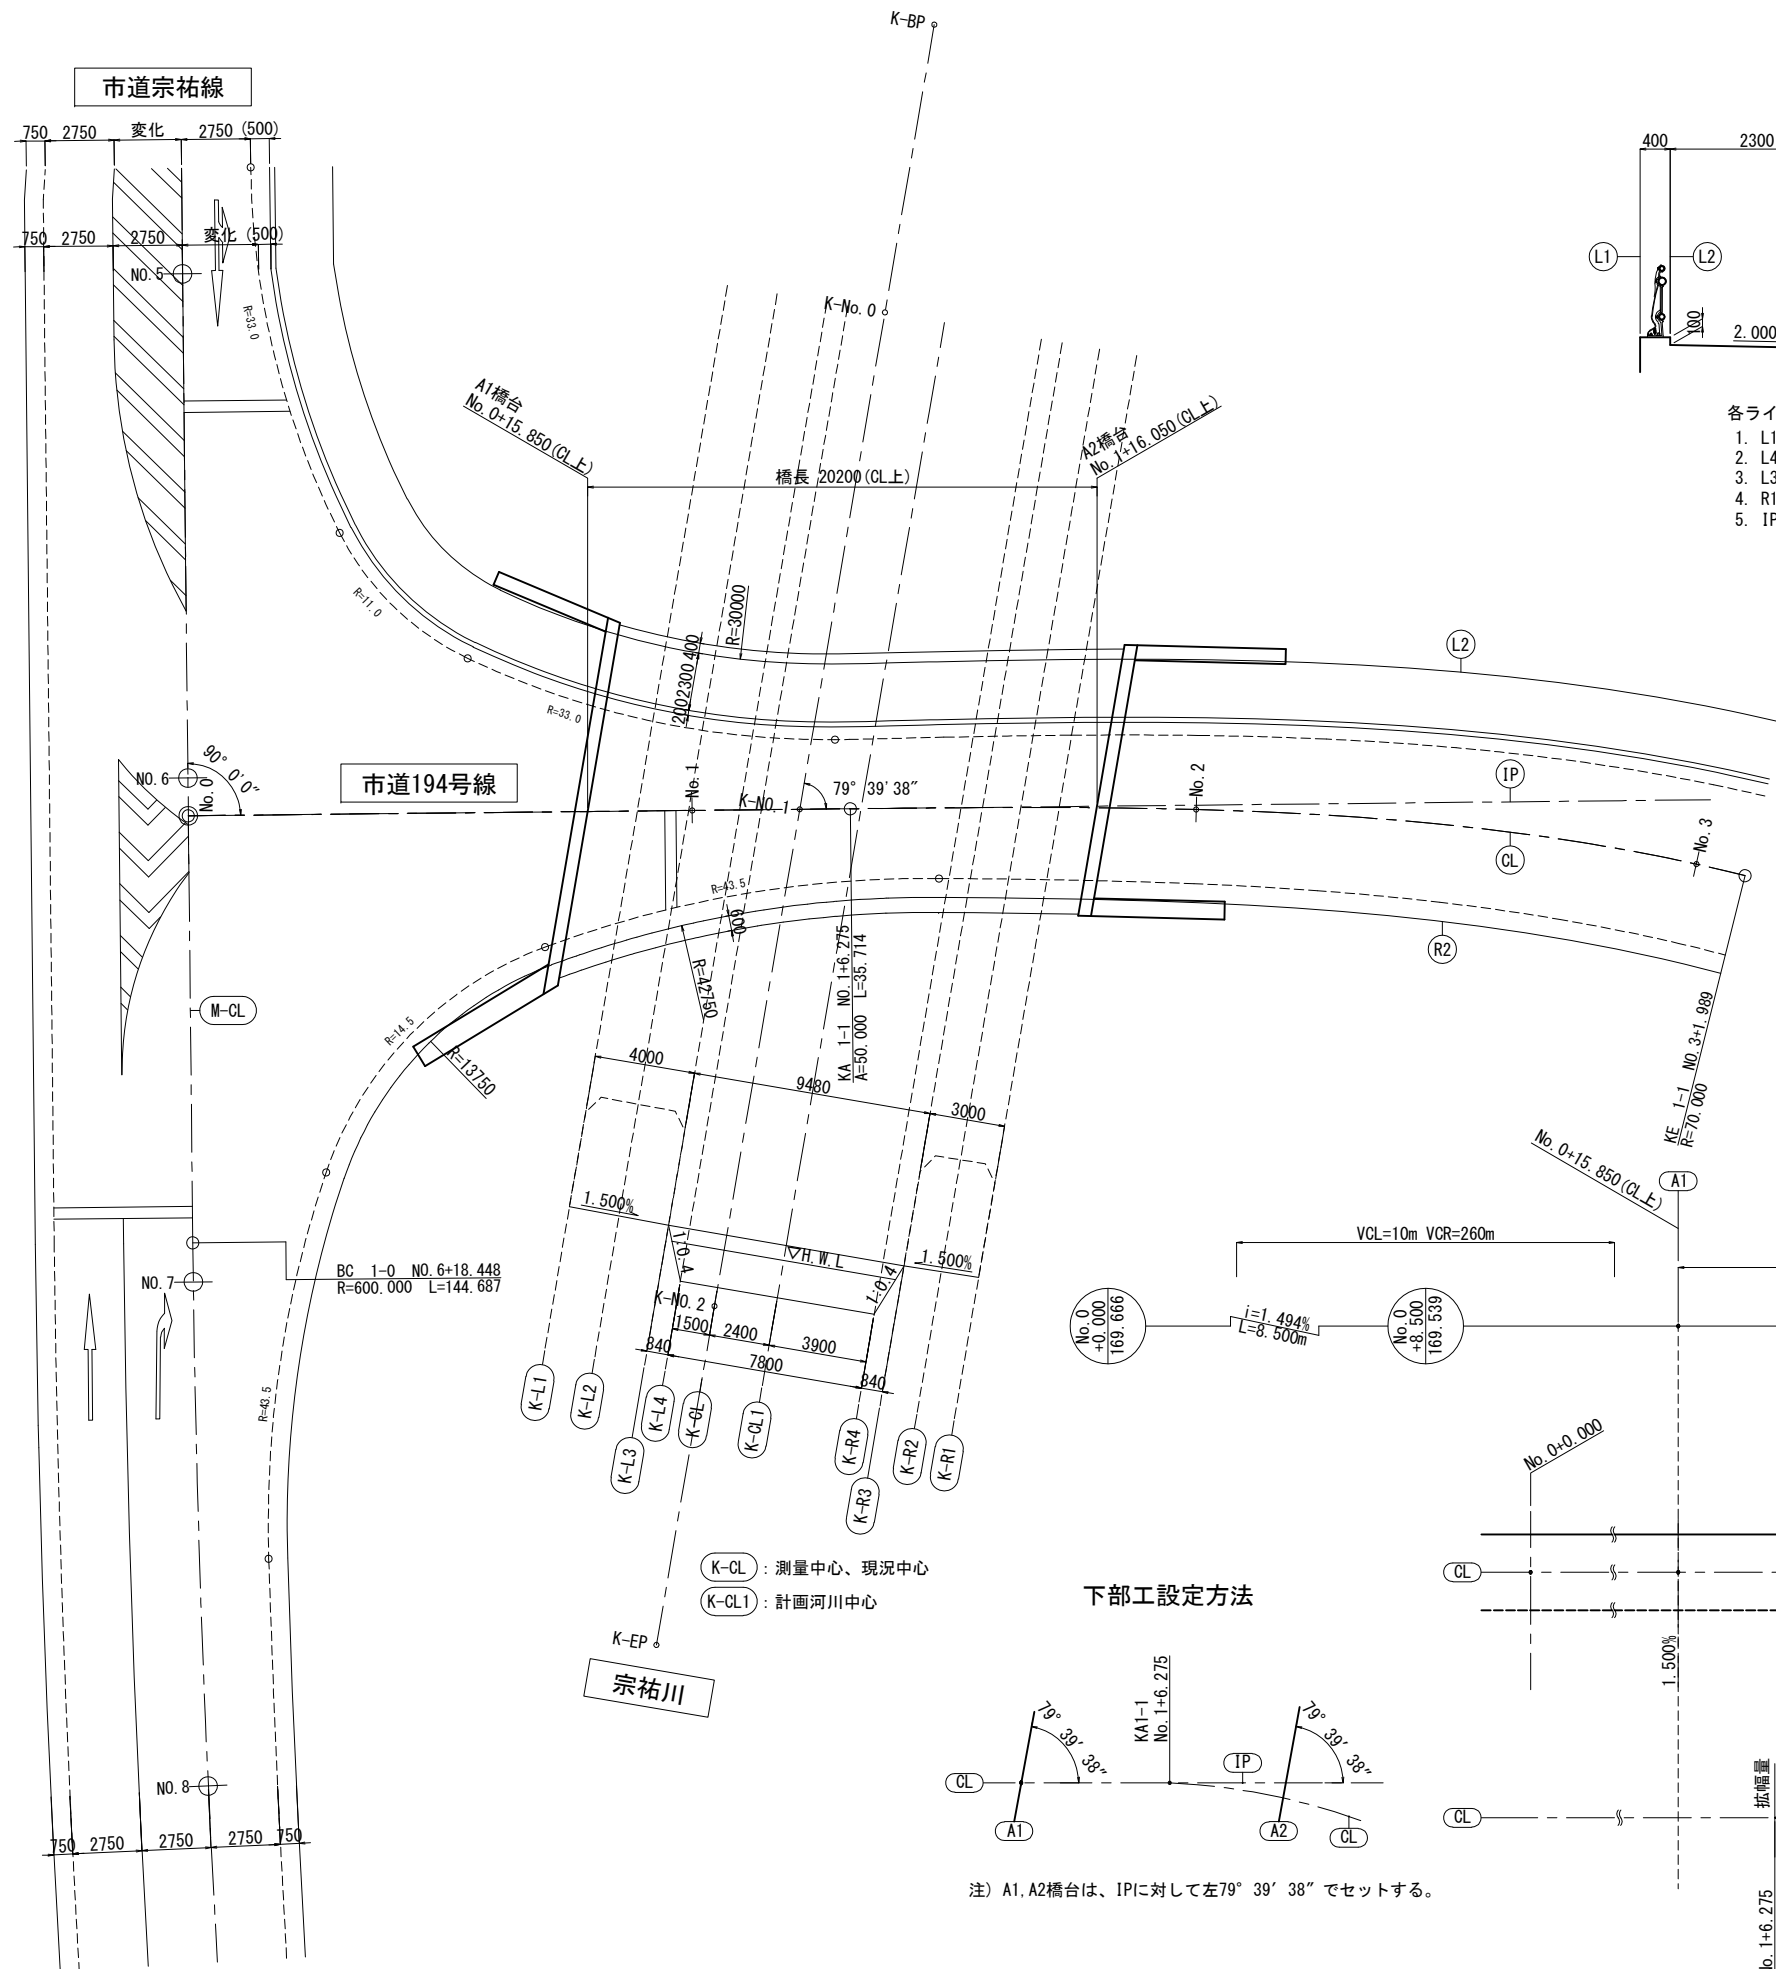 K-BP
市道宗祐線
750 2750 変化 2750 (500)
750 2750 2750 変化 (500)
NO.5
R=33.0
K-No.0
400 2300
L1
L2
100
2.000
各ライ
1. L1
2. L4
3. L3
4. R1
5. IP
A1橋台
No.0+15.850(CL上)
A2橋台
No.1+16.050(CL上)
橋長 20200(CL上)
R=11.0
R=30000
200 2300 400
L2
R=33.0
NO.6
90° 0′0″
No.0
市道194号線
No.1
K-NO.1
79° 39′38″
No.2
IP
CL
No.3
R=43.5
600
R=42750
R2
KA 1-1 NO.1+6.275
A=50.000 L=35.714
M-CL
R=14.5
R=13750
KE 1-1 NO.3+1.989
R=70.000
4000
9480
3000
1.500%
1:0.4
H.W.L
1.500%
1:0.4
BC 1-0 NO.6+18.448
R=600.000 L=144.687
NO.7
K-NO.2
1500 2400 3900
840 7800 840
No.0+15.850(CL上)
A1
VCL=10m VCR=260m
No.0
+0.000
169.666
i=1.494%
L=8.500m
No.0
+8.500
169.539
R=43.5
K-L1
K-L2
K-L3
K-L4
K-CL
K-CL1
K-R4
K-R3
K-R2
K-R1
No.0+0.000
K-CL : 測量中心、現況中心
K-CL1 : 計画河川中心
CL
1.500%
K-EP
宗祐川
下部工設定方法
79° 39′ 38″
KA1-1
No.1+6.275
79° 39′ 38″
CL
IP
A1
A2
CL
CL
拡幅量
No.1+6.275
NO.8
750 2750 2750 2750 750
注) A1,A2橋台は、IPに対して左79° 39′ 38″ でセットする。